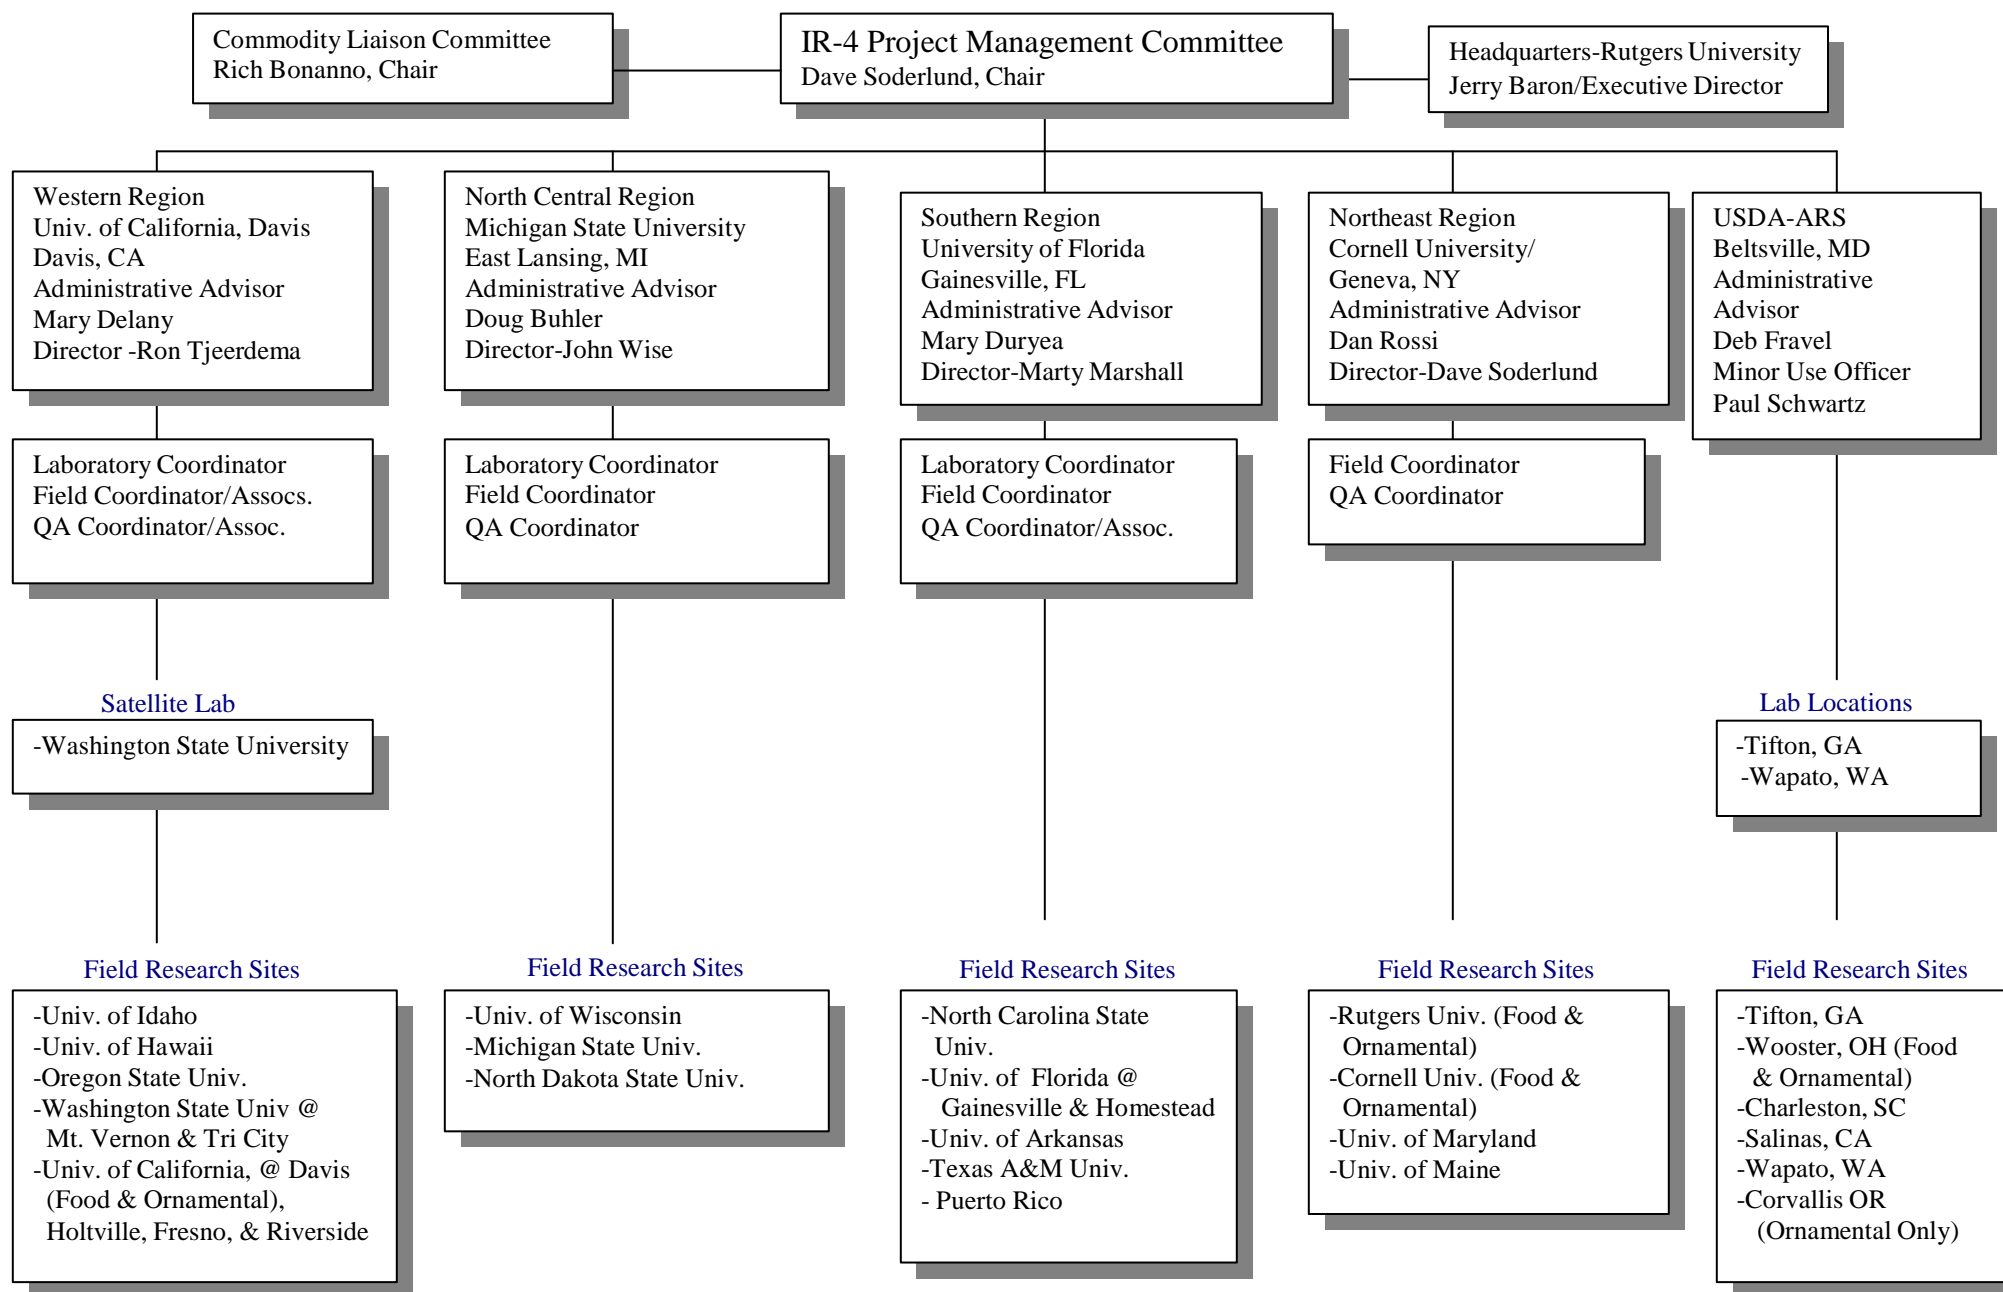 Commodity Liaison Committee
Rich Bonanno, Chair
IR-4 Project Management Committee
Dave Soderlund, Chair
Headquarters-Rutgers University
Jerry Baron/Executive Director
Western Region
Univ. of California, Davis
Davis, CA
Administrative Advisor
Mary Delany
Director -Ron Tjeerdema
North Central Region
Michigan State University
East Lansing, MI
Administrative Advisor
Doug Buhler
Director-John Wise
Southern Region
University of Florida
Gainesville, FL
Administrative Advisor
Mary Duryea
Director-Marty Marshall
Northeast Region
Cornell University/
Geneva, NY
Administrative Advisor
Dan Rossi
Director-Dave Soderlund
USDA-ARS
Beltsville, MD
Administrative
Advisor
Deb Fravel
Minor Use Officer
Paul Schwartz
Laboratory Coordinator
Field Coordinator/Assocs.
QA Coordinator/Assoc.
Laboratory Coordinator
Field Coordinator
QA Coordinator
Laboratory Coordinator
Field Coordinator
QA Coordinator/Assoc.
Field Coordinator
QA Coordinator
Satellite Lab
-Washington State University
Lab Locations
-Tifton, GA
-Wapato, WA
Field Research Sites
-Univ. of Idaho
-Univ. of Hawaii
-Oregon State Univ.
-Washington State Univ @
Mt. Vernon & Tri City
-Univ. of California, @ Davis
(Food & Ornamental),
Holtville, Fresno, & Riverside
Field Research Sites
-Univ. of Wisconsin
-Michigan State Univ.
-North Dakota State Univ.
Field Research Sites
-North Carolina State
Univ.
-Univ. of  Florida @
Gainesville & Homestead
-Univ. of Arkansas
-Texas A&M Univ.
- Puerto Rico
Field Research Sites
-Rutgers Univ. (Food &
Ornamental)
-Cornell Univ. (Food &
Ornamental)
-Univ. of Maryland
-Univ. of Maine
Field Research Sites
-Tifton, GA
-Wooster, OH (Food
& Ornamental)
-Charleston, SC
-Salinas, CA
-Wapato, WA
-Corvallis OR
(Ornamental Only)